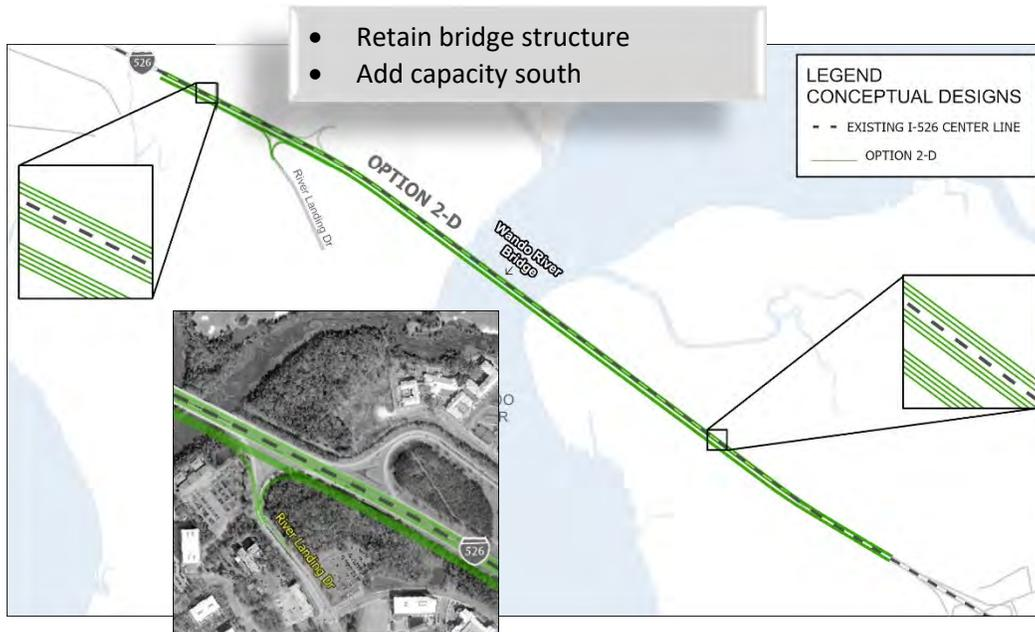 • Retain bridge structure
• Add capacity south
526
LEGEND
CONCEPTUAL DESIGNS
EXISTING I-526 CENTER LINE
OPTION 2-D
River Landing Dr
OPTION 2-D
Wando River
Bridge
River Landing Dr
526